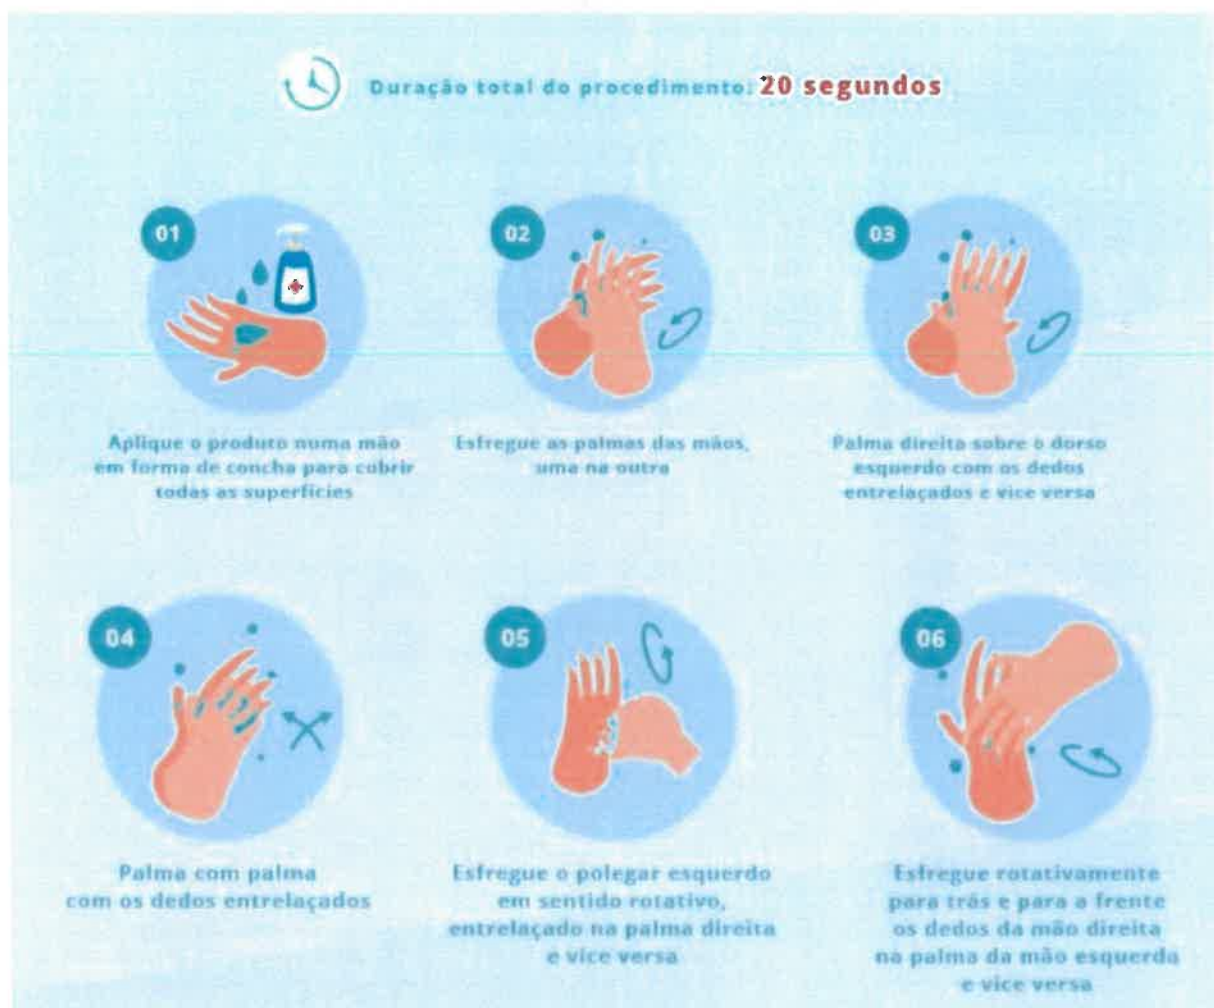 Duração total do procedimento: 20 segundos
01
Aplique o produto numa mão
em forma de concha para cobrir
todas as superfícies
02
Esfregue as palmas das mãos,
uma na outra
03
Palma direita sobre o dorso
esquerdo com os dedos
entrelaçados e vice versa
04
Palma com palma
com os dedos entrelaçados
05
Esfregue o polegar esquerdo
em sentido rotativo,
entrelaçado na palma direita
e vice versa
06
Esfregue rotativamente
para trás e para a frente
os dedos da mão direita
na palma da mão esquerda
e vice versa